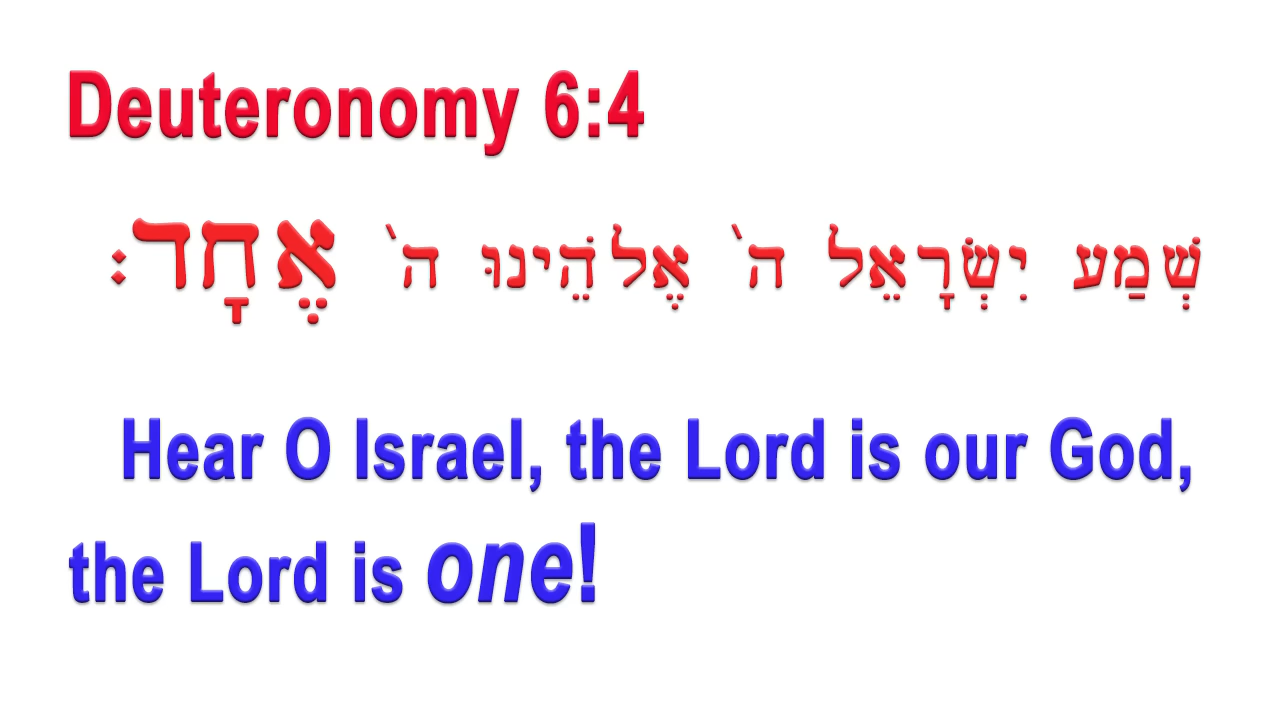 Deuteronomy 6:4
שְׁמַע יִשְׂרָאֵל ה` אֱלֹהֵינוּ ה` אֶחָד׃
Hear O Israel, the Lord is our God,
the Lord is one!